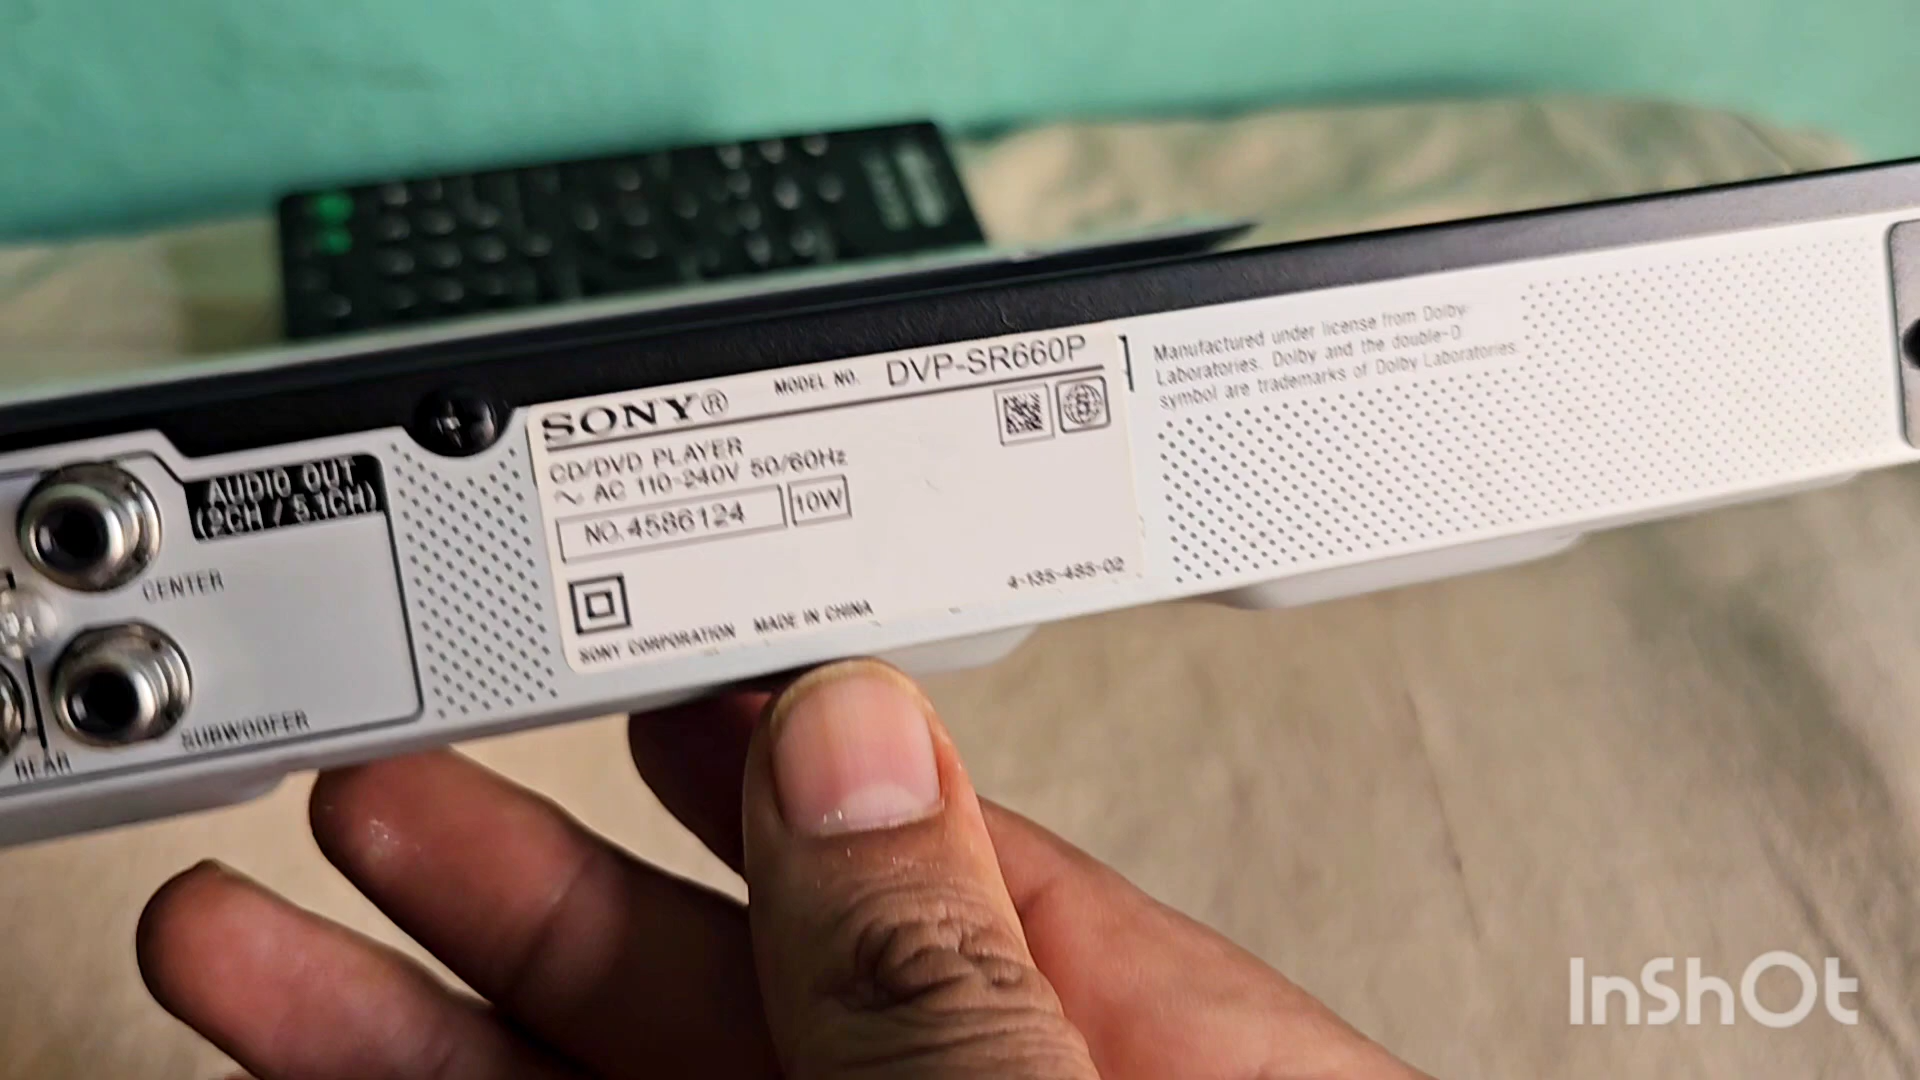 SONY® MODEL NO. DVP-SR660P
CD/DVD PLAYER
~ AC 110-240V 50/60Hz
NO. 4586124 10W
4-135-485-02
SONY CORPORATION MADE IN CHINA
Manufactured under license from Dolby
Laboratories. Dolby and the double-D
symbol are trademarks of Dolby Laboratories.
AUDIO OUT
(2CH / 5.1CH)
CENTER
SUBWOOFER
REAR
InShOt